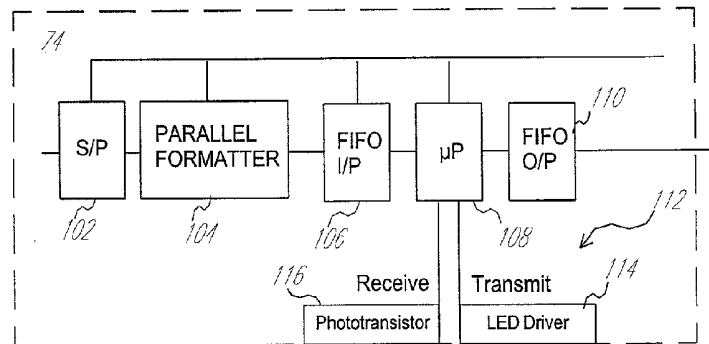 74
S/P
PARALLEL
FORMATTER
FIFO
I/P
µP
FIFO
O/P
110
102
104
106
108
112
116
Receive
Transmit
114
Phototransistor
LED Driver